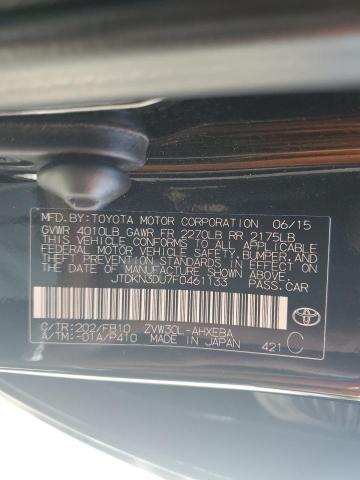 MFD.BY:TOYOTA MOTOR CORPORATION 06/15
GVWR 4010LB GAWR FR 2270LB RR 2175LB
THIS VEHICLE CONFORMS TO ALL APPLICABLE
FEDERAL MOTOR VEHICLE SAFETY, BUMPER, AND
THEFT PREVENTION STANDARDS IN EFFECT ON
THE DATE OF MANUFACTURE SHOWN ABOVE.
JTDKN3DU7F0461133 PASS.CAR
C/TR:202/FB10 ZVW30L-AHXEBA
A/TM:-01A/P410 MADE IN JAPAN 421 C